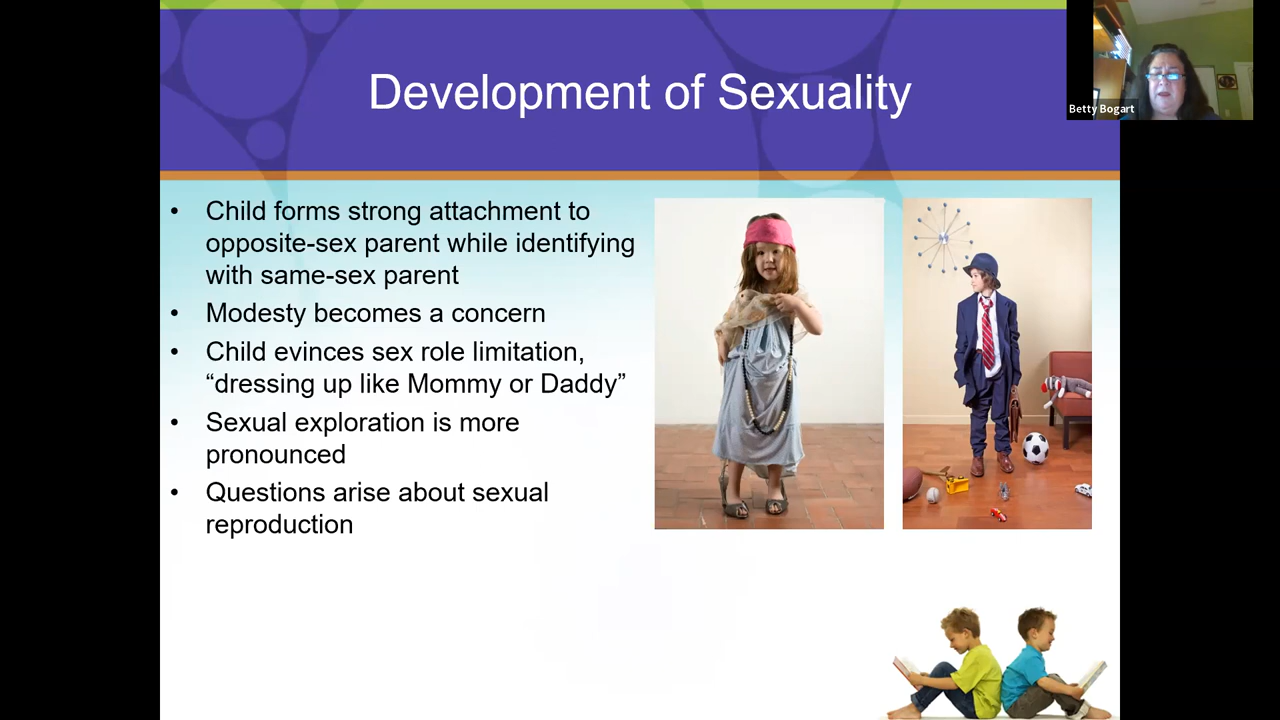 Development of Sexuality
Betty Bogart
• Child forms strong attachment to
opposite-sex parent while identifying
with same-sex parent
• Modesty becomes a concern
• Child evinces sex role limitation,
“dressing up like Mommy or Daddy”
• Sexual exploration is more
pronounced
• Questions arise about sexual
reproduction